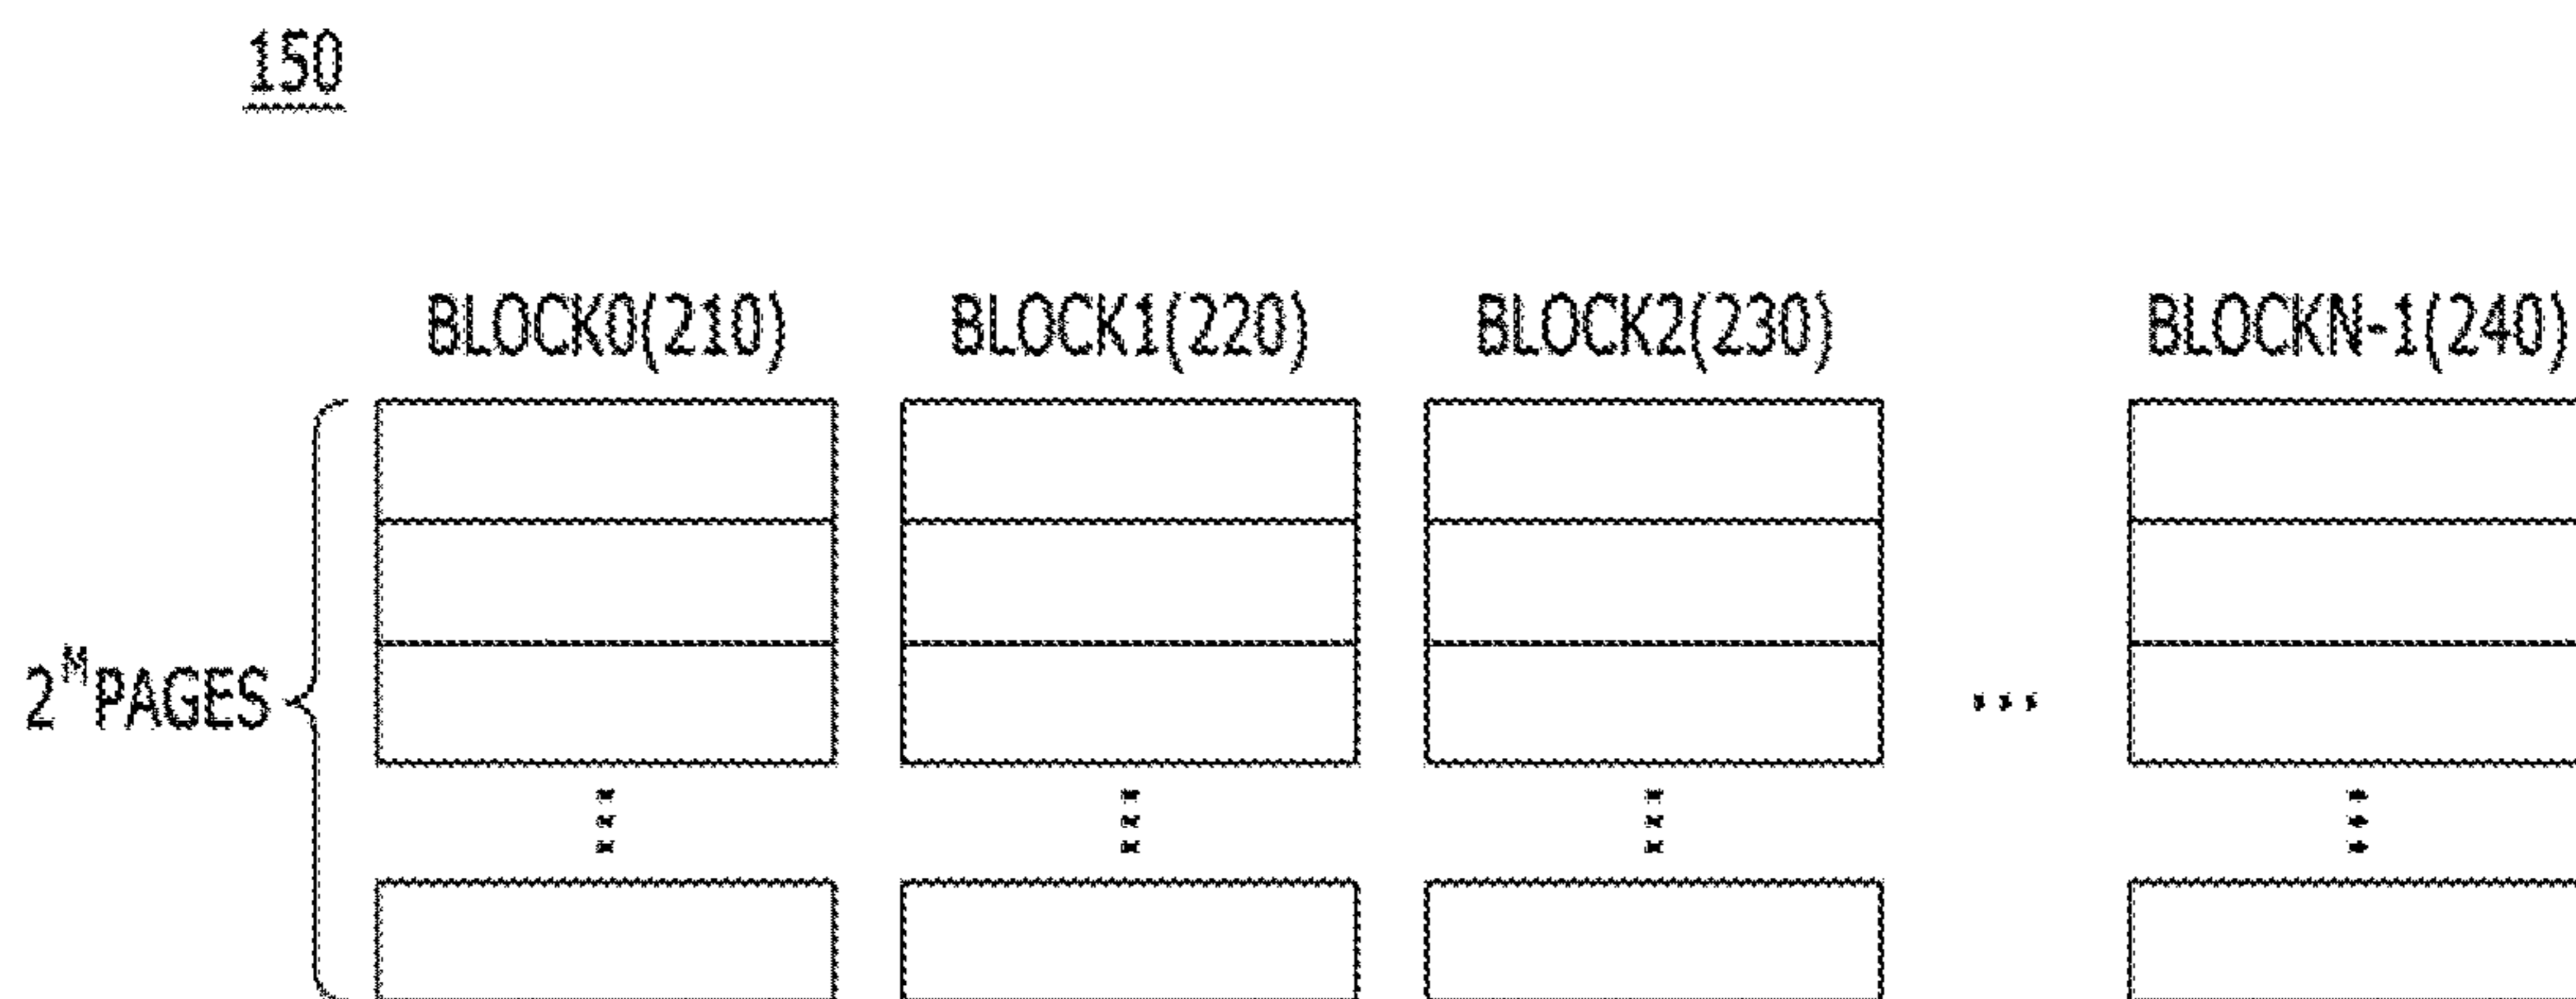 150
BLOCK0(210) BLOCK1(220) BLOCK2(230) BLOCKN-1(240)
2^M PAGES
...